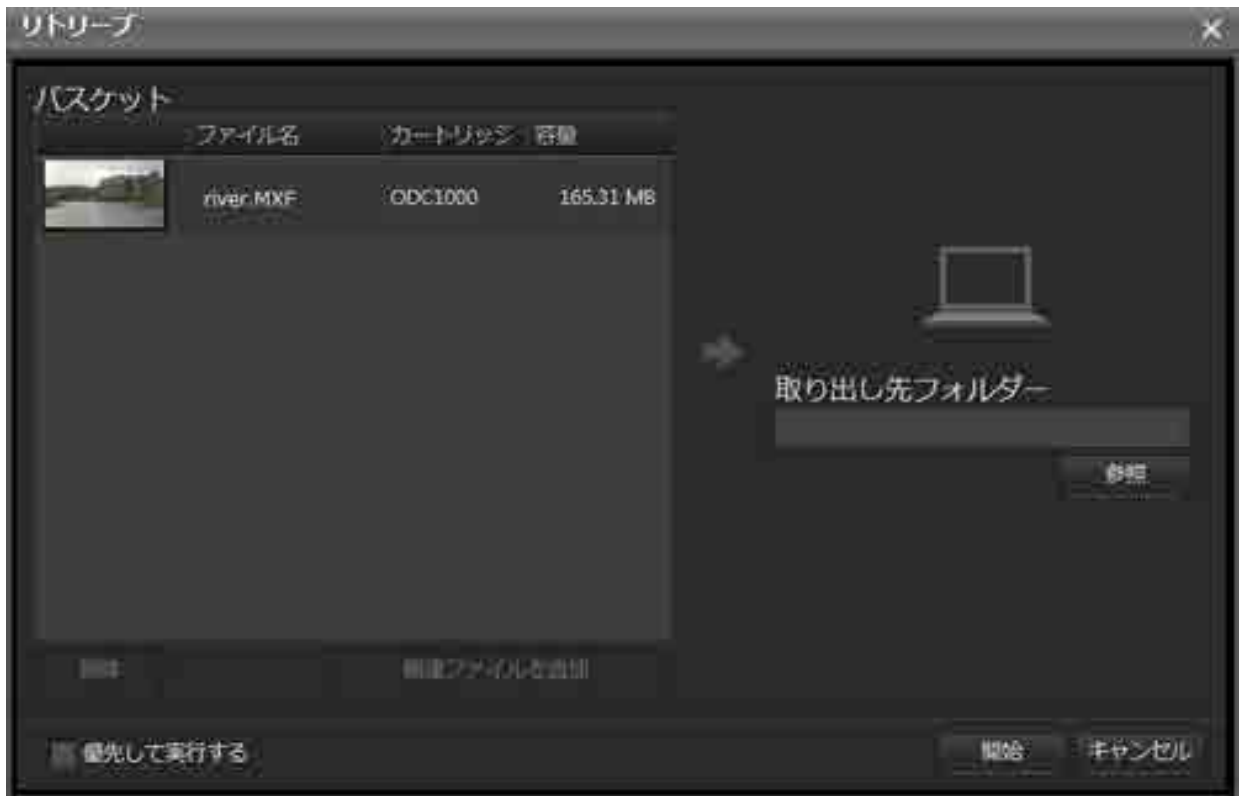 リトリーブ
バスケット
ファイル名 カートリッジ 容量
river.MXF ODC1000 165.31 MB
取り出し先フォルダー
参照
関連ファイルを追加
優先して実行する
開始 キャンセル